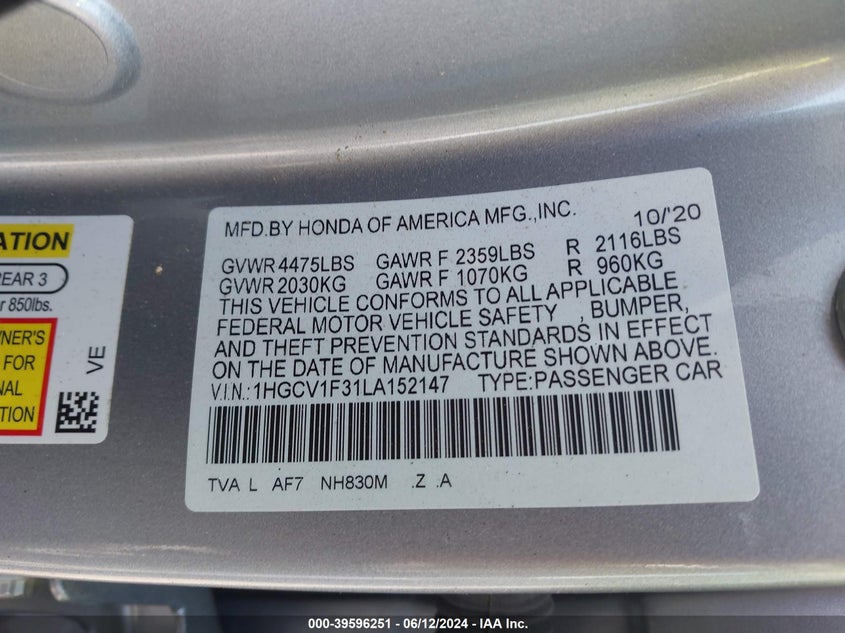 ATION
REAR 3
r 850lbs.
NER'S
FOR
NAL
TION
VE
MFD.BY HONDA OF AMERICA MFG.,INC. 10/'20
GVWR 4475LBS GAWR F 2359LBS R 2116LBS
GVWR 2030KG GAWR F 1070KG R 960KG
THIS VEHICLE CONFORMS TO ALL APPLICABLE
FEDERAL MOTOR VEHICLE SAFETY , BUMPER,
AND THEFT PREVENTION STANDARDS IN EFFECT
ON THE DATE OF MANUFACTURE SHOWN ABOVE.
V.I.N.:1HGCV1F31LA152147 TYPE:PASSENGER CAR
TVA L AF7 NH830M .Z .A
000-39596251 - 06/12/2024 - IAA Inc.